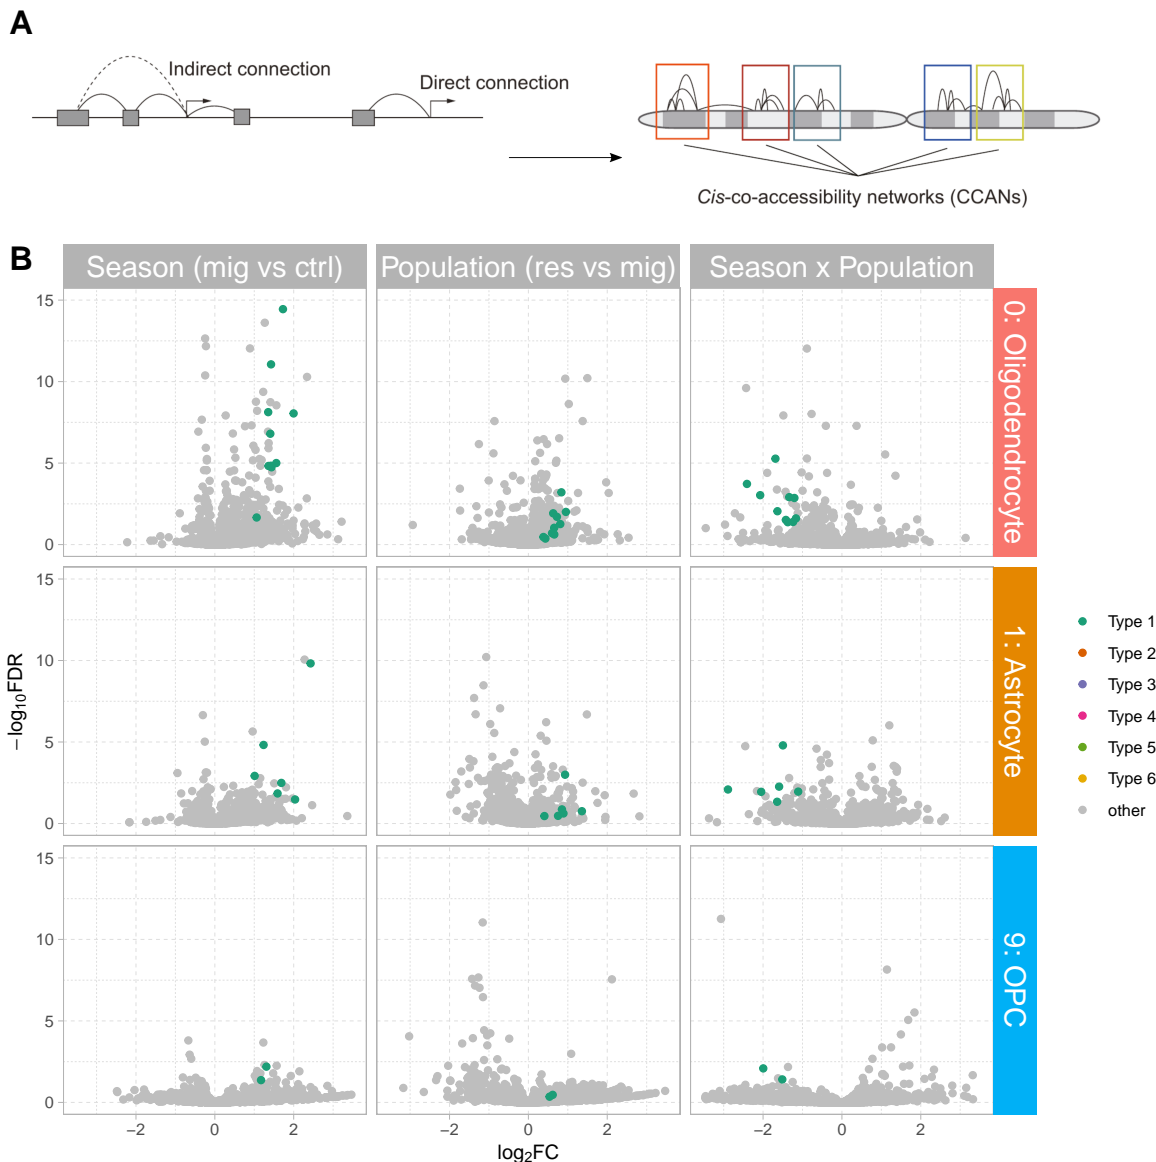 A
Indirect connection
Direct connection
Cis-co-accessibility networks (CCANs)
B
Season (mig vs ctrl)
Population (res vs mig)
Season x Population
15
10
5
0
0: Oligodendrocyte
15
10
5
0
1: Astrocyte
15
10
5
0
9: OPC
−2
0
2
−2
0
2
−2
0
2
−log10FDR
log2FC
Type 1
Type 2
Type 3
Type 4
Type 5
Type 6
other